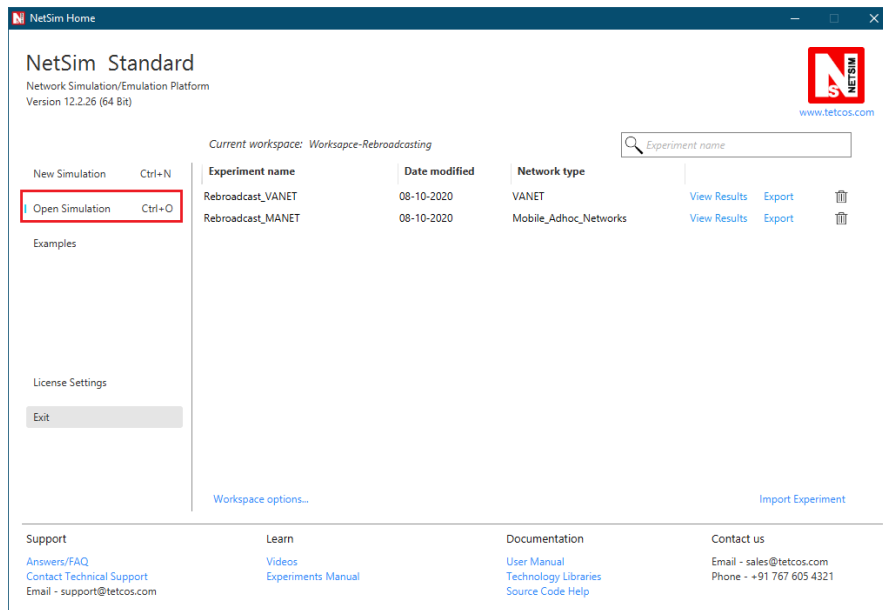 NetSim Home
NetSim Standard
Network Simulation/Emulation Platform
Version 12.2.26 (64 Bit)
NS
NETSIM
www.tetcos.com
Current workspace: Worksapce-Rebroadcasting
Experiment name
New Simulation Ctrl+N
Open Simulation Ctrl+O
Examples
License Settings
Exit
Experiment name Date modified Network type
Rebroadcast_VANET 08-10-2020 VANET View Results Export
Rebroadcast_MANET 08-10-2020 Mobile_Adhoc_Networks View Results Export
Workspace options... Import Experiment
Support
Answers/FAQ
Contact Technical Support
Email - support@tetcos.com
Learn
Videos
Experiments Manual
Documentation
User Manual
Technology Libraries
Source Code Help
Contact us
Email - sales@tetcos.com
Phone - +91 767 605 4321